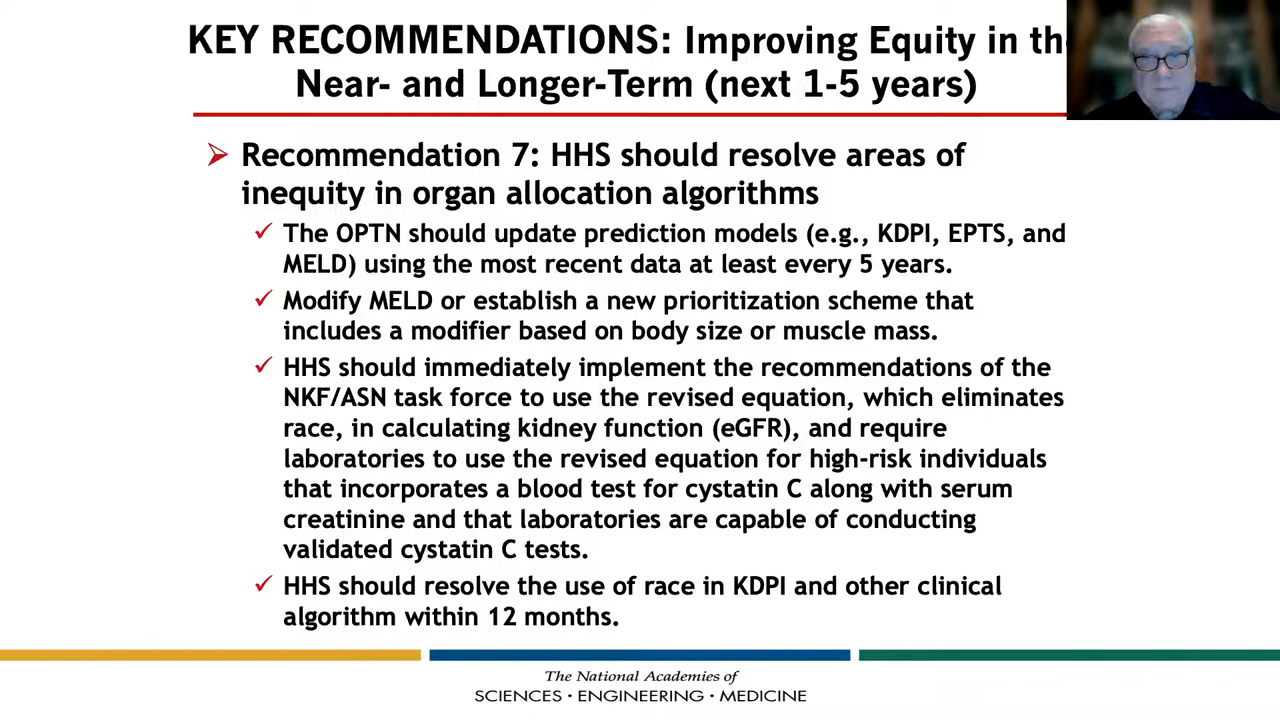 KEY RECOMMENDATIONS: Improving Equity in
Near- and Longer-Term (next 1-5 years)
Recommendation 7: HHS should resolve areas of
inequity in organ allocation algorithms
The OPTN should update prediction models (e.g., KDPI, EPTS, and
MELD) using the most recent data at least every 5 years.
Modify MELD or establish a new prioritization scheme that
includes a modifier based on body size or muscle mass.
HHS should immediately implement the recommendations of the
NKF/ASN task force to use the revised equation, which eliminates
race, in calculating kidney function (eGFR), and require
laboratories to use the revised equation for high-risk individuals
that incorporates a blood test for cystatin C along with serum
creatinine and that laboratories are capable of conducting
validated cystatin C tests.
HHS should resolve the use of race in KDPI and other clinical
algorithm within 12 months.
The National Academies of
SCIENCES · ENGINEERING · MEDICINE